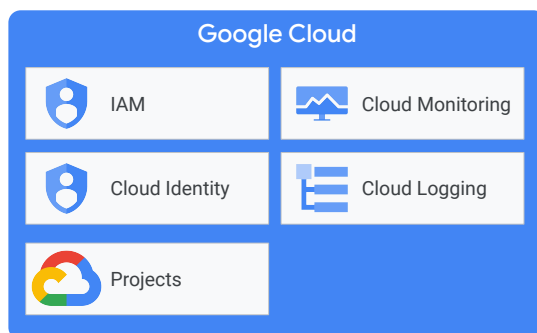 Google Cloud
IAM
Cloud Monitoring
Cloud Identity
Cloud Logging
Projects